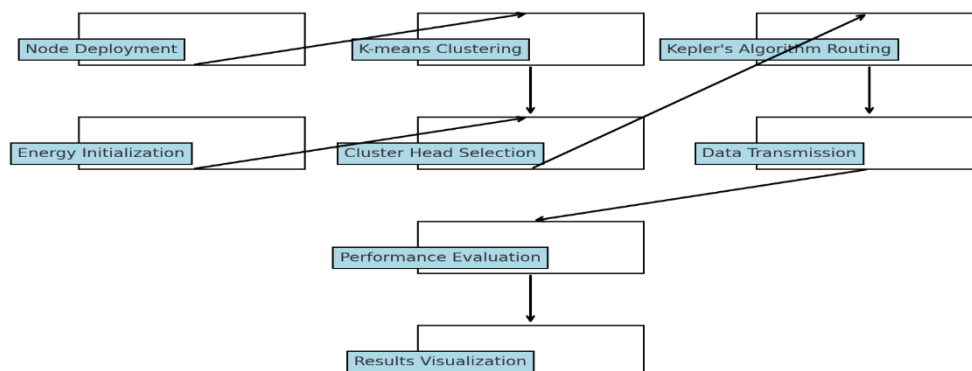 Node Deployment
K-means Clustering
Kepler's Algorithm Routing
Energy Initialization
Cluster Head Selection
Data Transmission
Performance Evaluation
Results Visualization